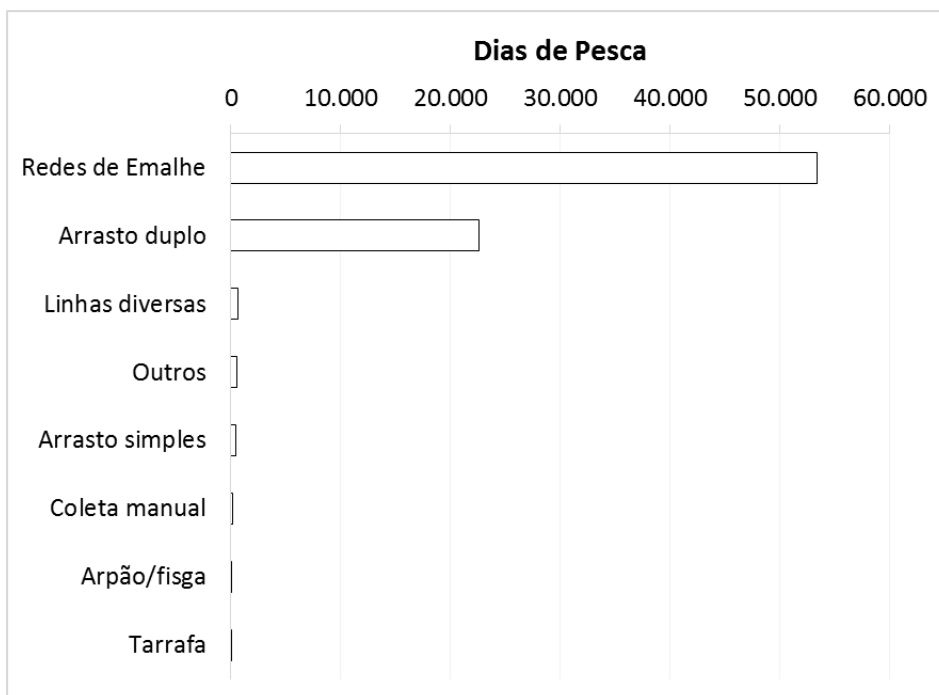 Dias de Pesca
0 10.000 20.000 30.000 40.000 50.000 60.000
Redes de Emalhe
Arrasto duplo
Linhas diversas
Outros
Arrasto simples
Coleta manual
Arpão/fisga
Tarrafa